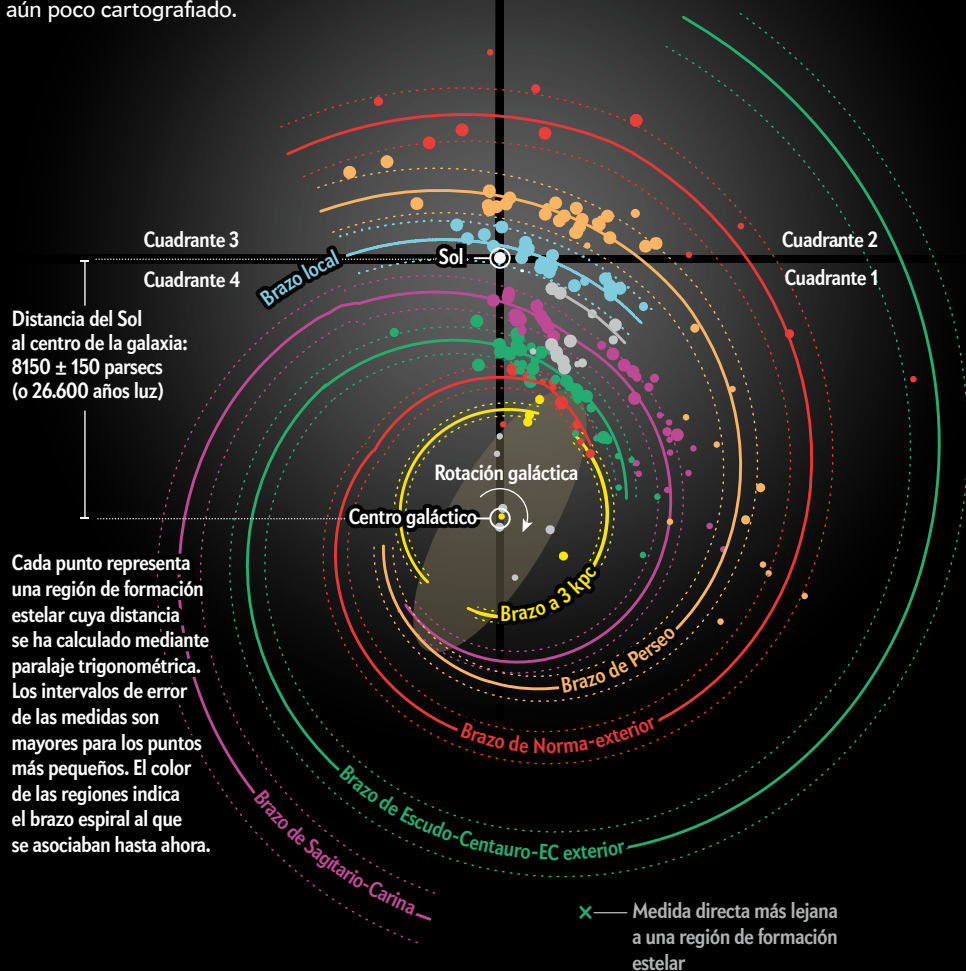 aún poco cartografiado.
Cuadrante 3
Cuadrante 2
Cuadrante 4
Cuadrante 1
Sol
Brazo local
Distancia del Sol
al centro de la galaxia:
8150 ± 150 parsecs
(o 26.600 años luz)
Rotación galáctica
Centro galáctico
Brazo a 3 kpc
Brazo de Perseo
Brazo de Norma-exterior
Brazo de Escudo-Centauro-EC exterior
Brazo de Sagitario-Carina
Cada punto representa
una región de formación
estelar cuya distancia
se ha calculado mediante
paralaje trigonométrica.
Los intervalos de error
de las medidas son
mayores para los puntos
más pequeños. El color
de las regiones indica
el brazo espiral al que
se asociaban hasta ahora.
Medida directa más lejana
a una región de formación
estelar